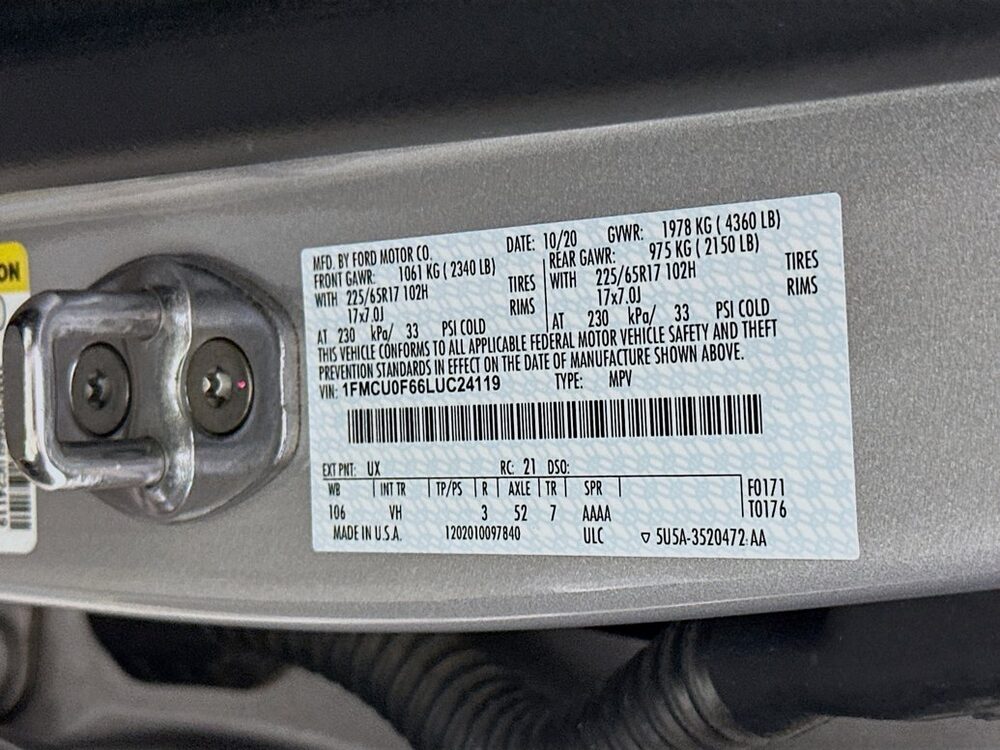 ON
MFD. BY FORD MOTOR CO. DATE: 10/20 GVWR: 1978 KG ( 4360 LB)
FRONT GAWR: 1061 KG ( 2340 LB) REAR GAWR: 975 KG ( 2150 LB)
WITH 225/65R17 102H TIRES WITH 225/65R17 102H TIRES
17x7.0J RIMS 17x7.0J RIMS
AT 230 kPa/ 33 PSI COLD AT 230 kPa/ 33 PSI COLD
THIS VEHICLE CONFORMS TO ALL APPLICABLE FEDERAL MOTOR VEHICLE SAFETY AND THEFT
PREVENTION STANDARDS IN EFFECT ON THE DATE OF MANUFACTURE SHOWN ABOVE.
VIN: 1FMCU0F66LUC24119 TYPE: MPV
EXT PNT: UX RC: 21 DSO:
WB INT TR TP/PS R AXLE TR SPR F0171
106 VH 3 52 7 AAAA T0176
MADE IN U.S.A. 1202010097840 ULC ▽ 5U5A-3520472 AA